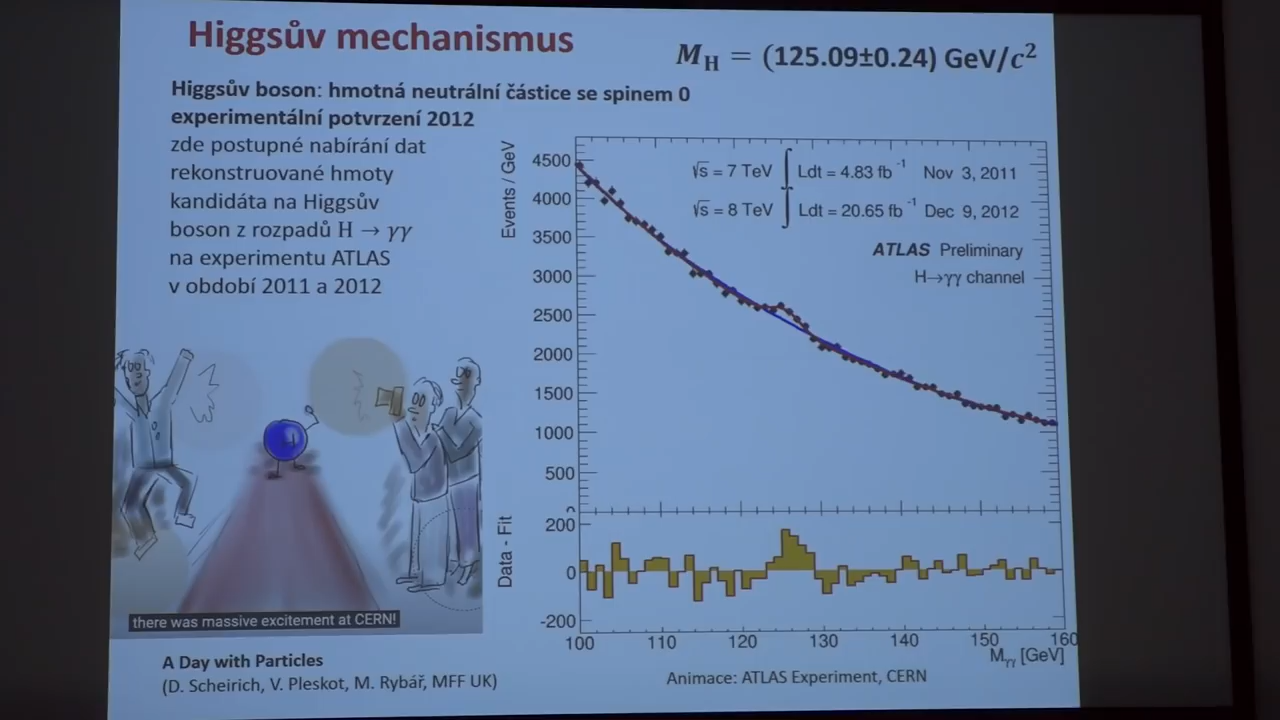 Higgsův mechanismus
M_H = (125.09±0.24) GeV/c²
Higgsův boson: hmotná neutrální částice se spinem 0
experimentální potvrzení 2012
zde postupné nabírání dat
rekonstruované hmoty
kandidáta na Higgsův
boson z rozpadů H → γγ
na experimentu ATLAS
v období 2011 a 2012
Events / GeV
4500
4000
3500
3000
2500
2000
1500
1000
500
0
√s = 7 TeV ∫ Ldt = 4.83 fb⁻¹ Nov 3, 2011
√s = 8 TeV ∫ Ldt = 20.65 fb⁻¹ Dec 9, 2012
ATLAS Preliminary
H→γγ channel
Data - Fit
200
0
-200
100 110 120 130 140 150 160
M_γγ [GeV]
there was massive excitement at CERN!
A Day with Particles
(D. Scheirich, V. Pleskot, M. Rybář, MFF UK)
Animace: ATLAS Experiment, CERN